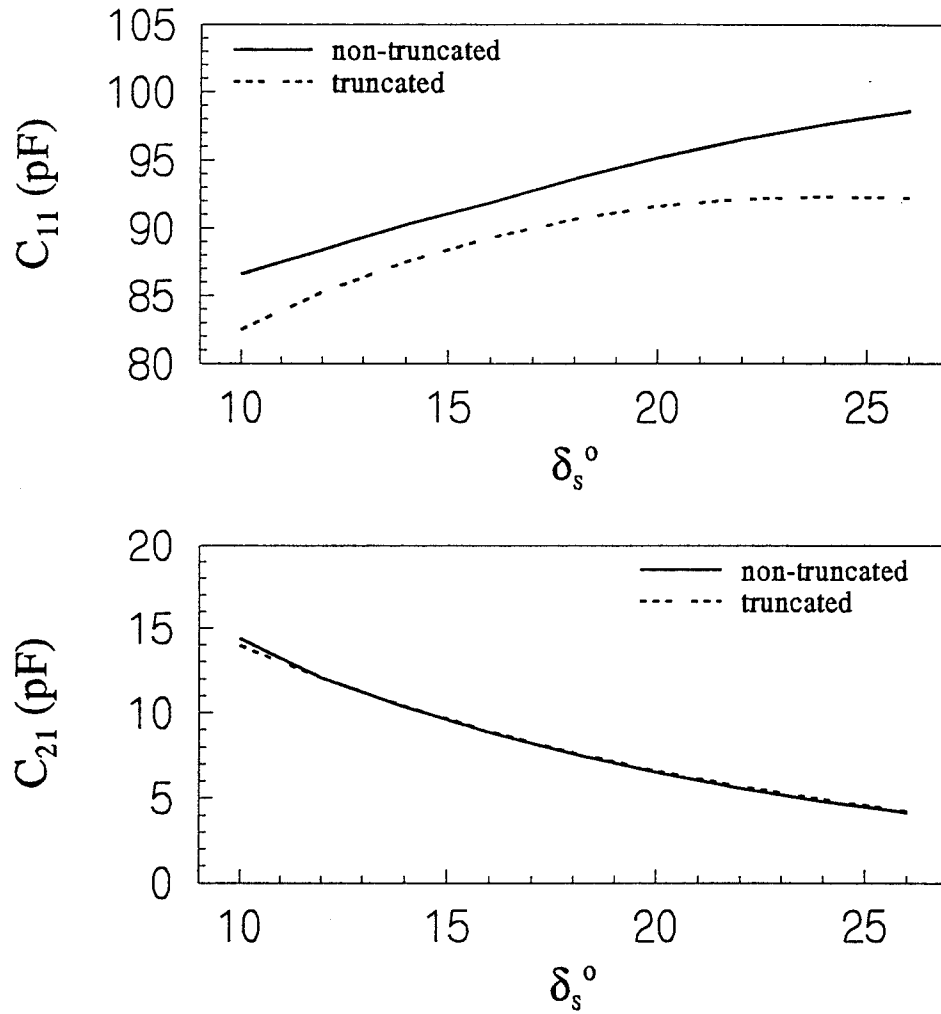 105
100
95
90
85
80
C₁₁ (pF)
non-truncated
truncated
10 15 20 25
δₛ°
20
15
10
5
0
C₂₁ (pF)
non-truncated
truncated
10 15 20 25
δₛ°